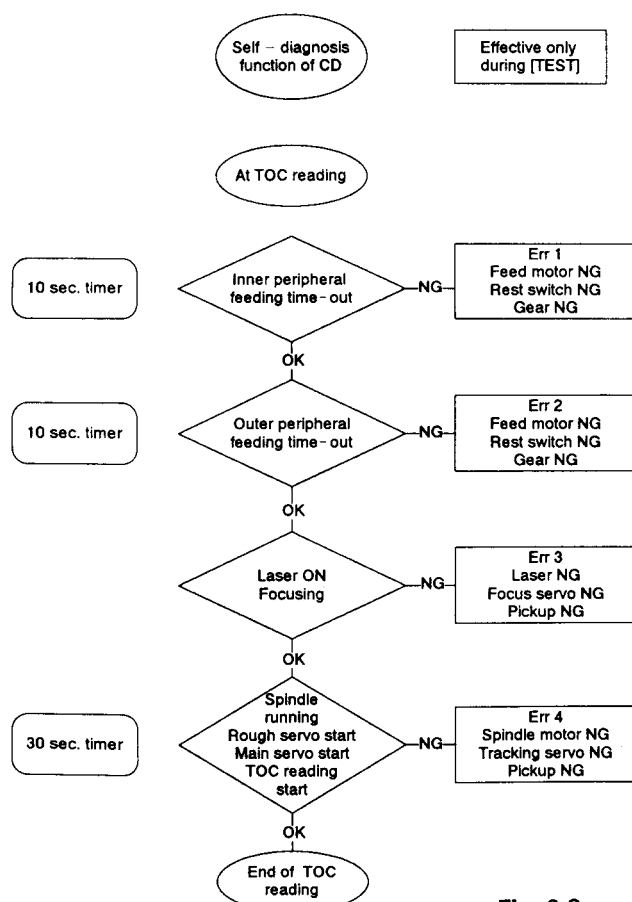 Self - diagnosis
function of CD
Effective only
during [TEST]
At TOC reading
10 sec. timer
Inner peripheral
feeding time-out
NG
Err 1
Feed motor NG
Rest switch NG
Gear NG
OK
10 sec. timer
Outer peripheral
feeding time-out
NG
Err 2
Feed motor NG
Rest switch NG
Gear NG
OK
Laser ON
Focusing
NG
Err 3
Laser NG
Focus servo NG
Pickup NG
OK
30 sec. timer
Spindle
running
Rough servo start
Main servo start
TOC reading
start
NG
Err 4
Spindle motor NG
Tracking servo NG
Pickup NG
OK
End of TOC
reading